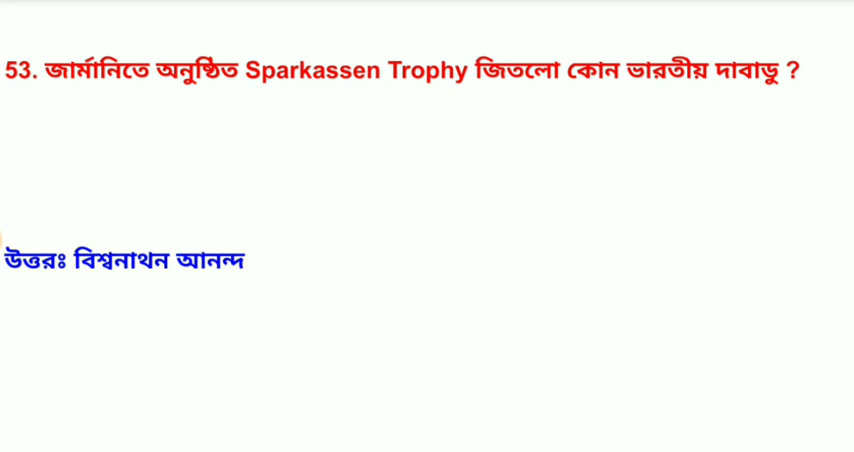 53. জার্মানিতে অনুষ্ঠিত Sparkassen Trophy জিতলো কোন ভারতীয় দাবাড়ু ?
উত্তরঃ বিশ্বনাথন আনন্দ